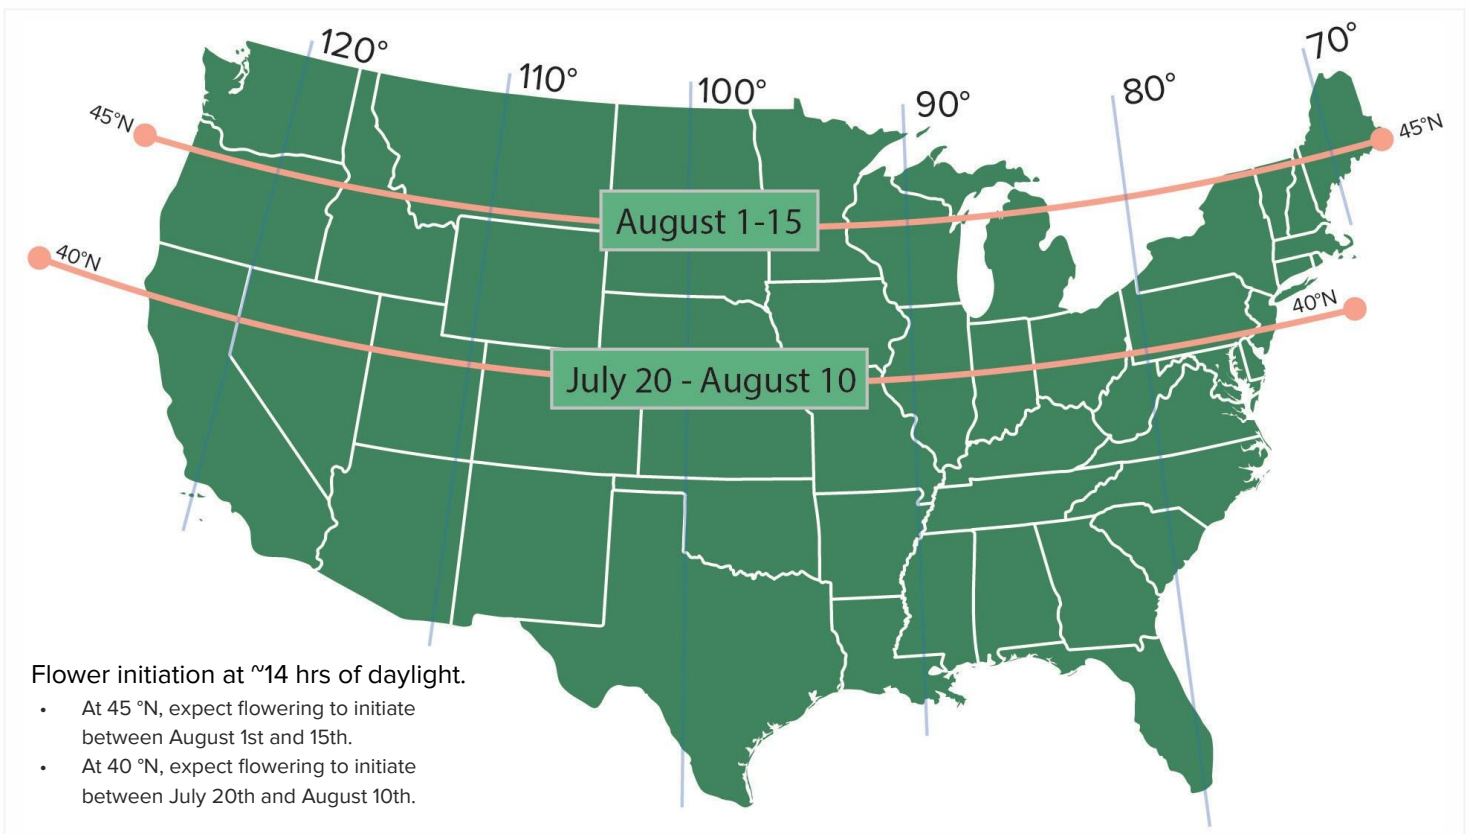 120°
110°
100°
90°
80°
70°
45°N
45°N
August 1-15
40°N
40°N
July 20 - August 10
Flower initiation at ~14 hrs of daylight.
• At 45 °N, expect flowering to initiate
between August 1st and 15th.
• At 40 °N, expect flowering to initiate
between July 20th and August 10th.